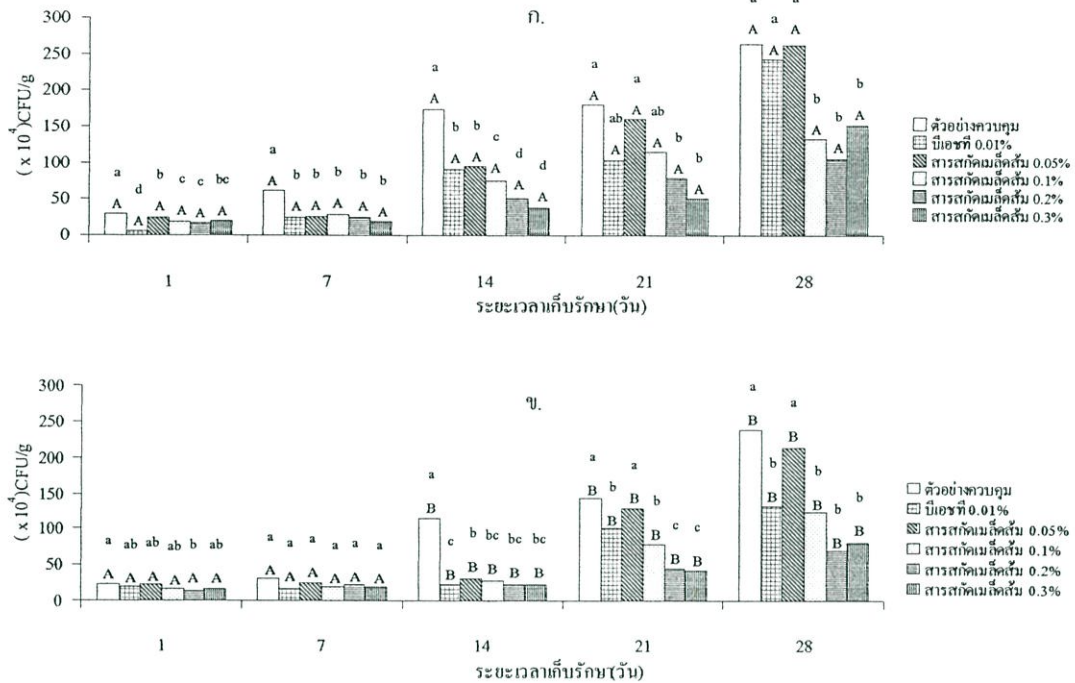 ก.
a a a
300 A A A
a a b
250 a A A b b A
( x 10⁴)CFU/g
200 A b b c d d ab ab b b A A
150 a A A A A A A A A A
100 a d b c c bc A b b b b b
50 A A A A A A A A A A A
0
1 7 14 21 28
ระยะเวลาเก็บรักษา(วัน)
ตัวอย่างควบคุม
บีเอชที 0.01%
สารสกัดเมล็ดส้ม 0.05%
สารสกัดเมล็ดส้ม 0.1%
สารสกัดเมล็ดส้ม 0.2%
สารสกัดเมล็ดส้ม 0.3%
ข.
a a
300 B b B b
250 a a B B b b
( x 10⁴)CFU/g
200 a B b B b c c B B
150 B c b bc bc bc B B B B
100 a ab ab ab b ab a a a a a a B B B B B
50 A A A A A A A A A A A A
0
1 7 14 21 28
ระยะเวลาเก็บรักษา(วัน)
ตัวอย่างควบคุม
บีเอชที 0.01%
สารสกัดเมล็ดส้ม 0.05%
สารสกัดเมล็ดส้ม 0.1%
สารสกัดเมล็ดส้ม 0.2%
สารสกัดเมล็ดส้ม 0.3%